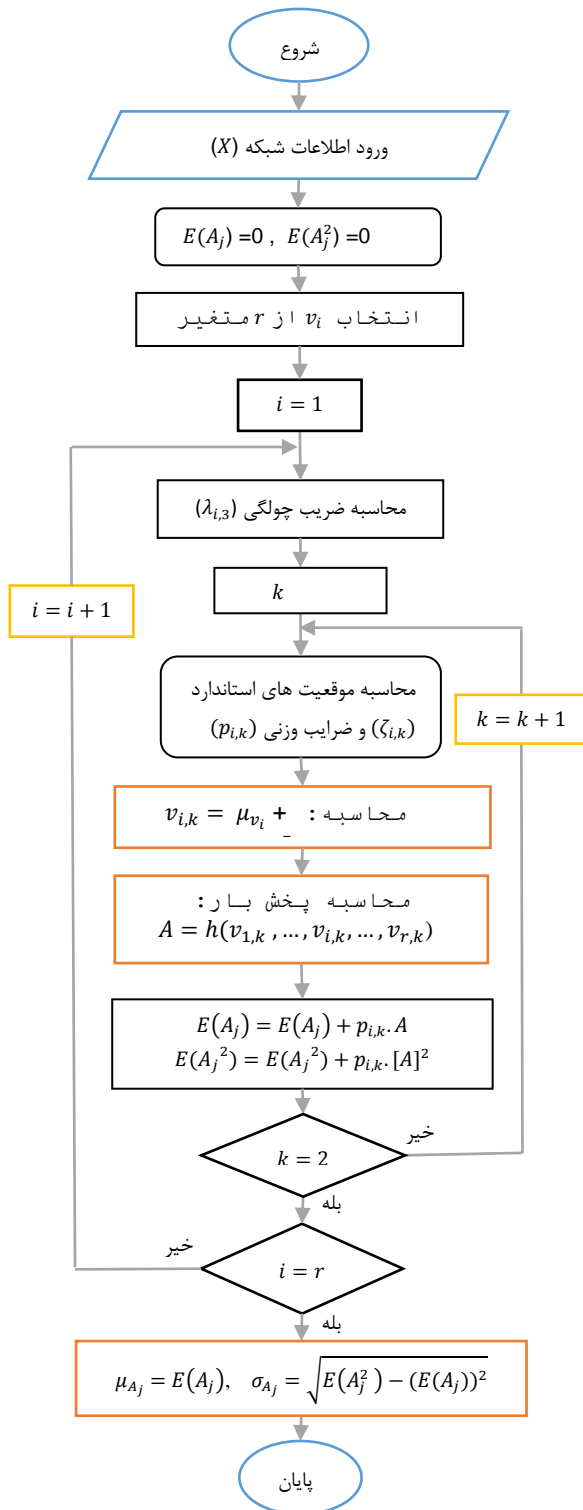 شروع
ورود اطلاعات شبکه (X)
E(A_j) =0 , E(A_j^2) =0
انتخاب v_i از r متغیر
i = 1
محاسبه ضریب چولگی (λ_{i,3})
k
i = i + 1
محاسبه موقعیت های استاندارد
(ζ_{i,k}) و ضرایب وزنی (p_{i,k})
k = k + 1
محاسبه : v_{i,k} = μ_{v_i} +
محاسبه پخش بار:
A = h(v_{1,k} , … , v_{i,k}, … , v_{r,k})
E(A_j) = E(A_j) + p_{i,k}. A
E(A_j^2) = E(A_j^2) + p_{i,k}. [A]^2
k = 2
خیر
بله
i = r
خیر
بله
μ_{A_j} = E(A_j), σ_{A_j} = √(E(A_j^2) − (E(A_j))^2)
پایان